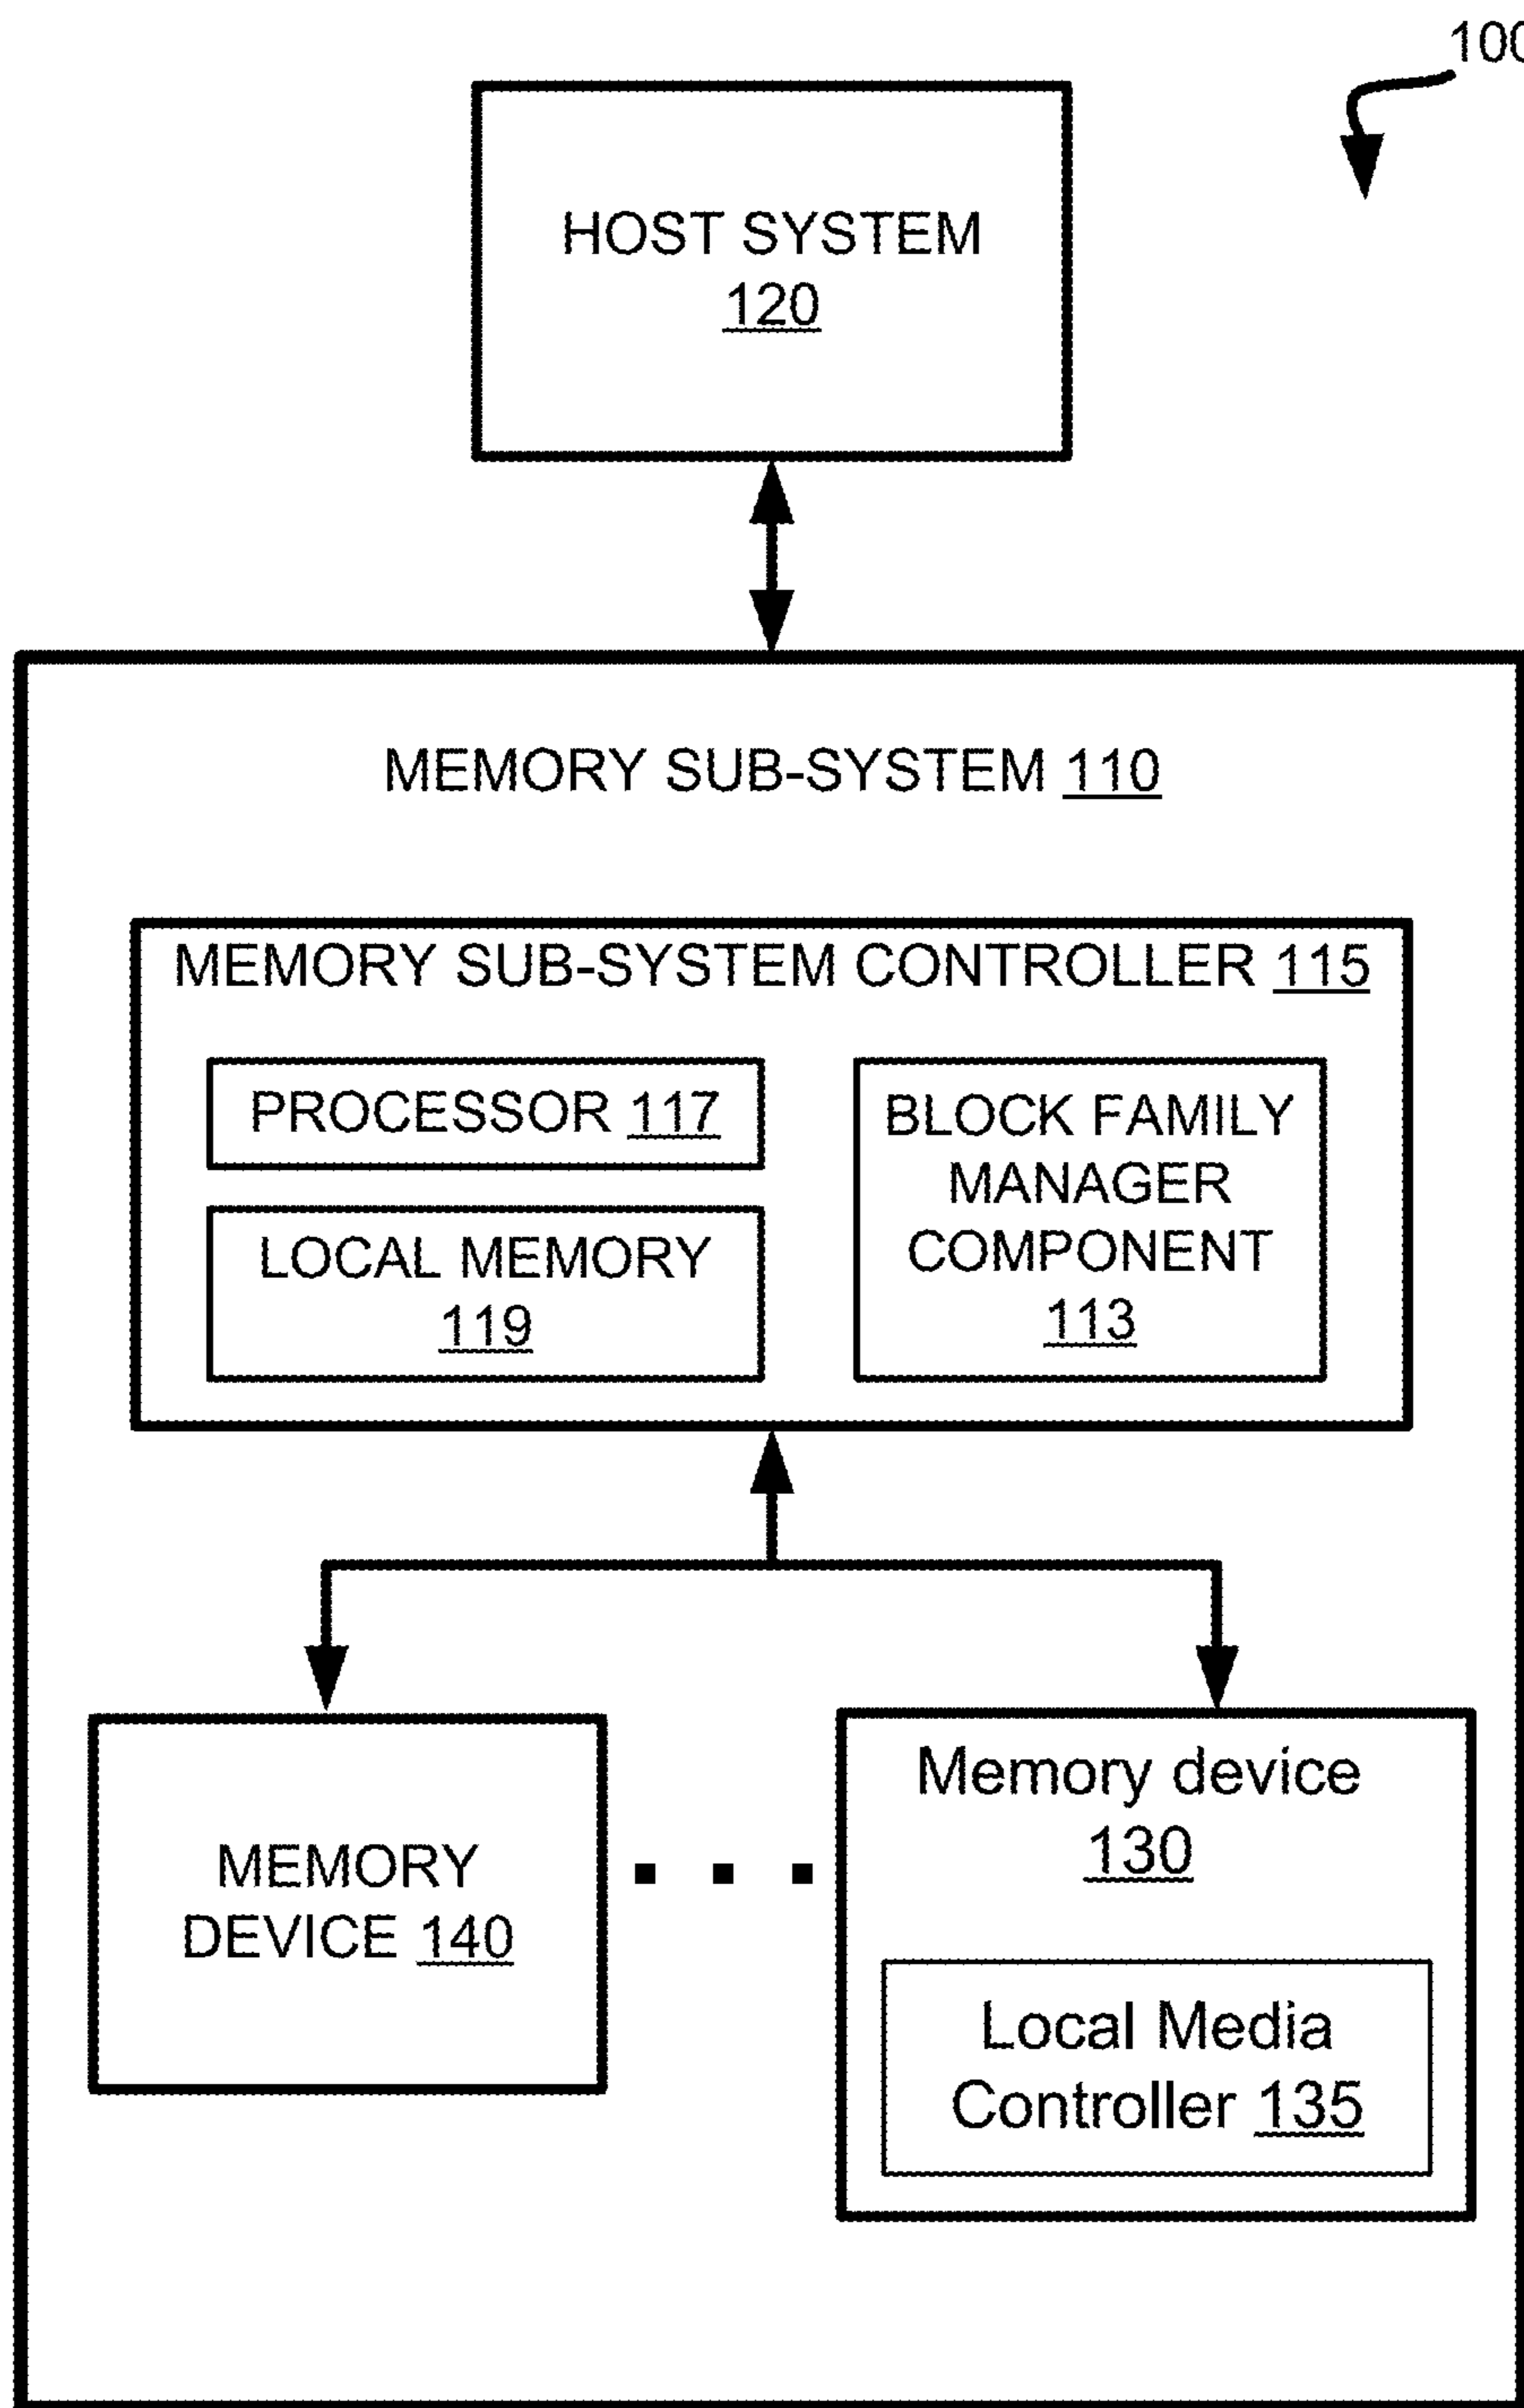 100
HOST SYSTEM
120
MEMORY SUB-SYSTEM 110
MEMORY SUB-SYSTEM CONTROLLER 115
PROCESSOR 117
LOCAL MEMORY
119
BLOCK FAMILY
MANAGER
COMPONENT
113
MEMORY
DEVICE 140
Memory device
130
Local Media
Controller 135